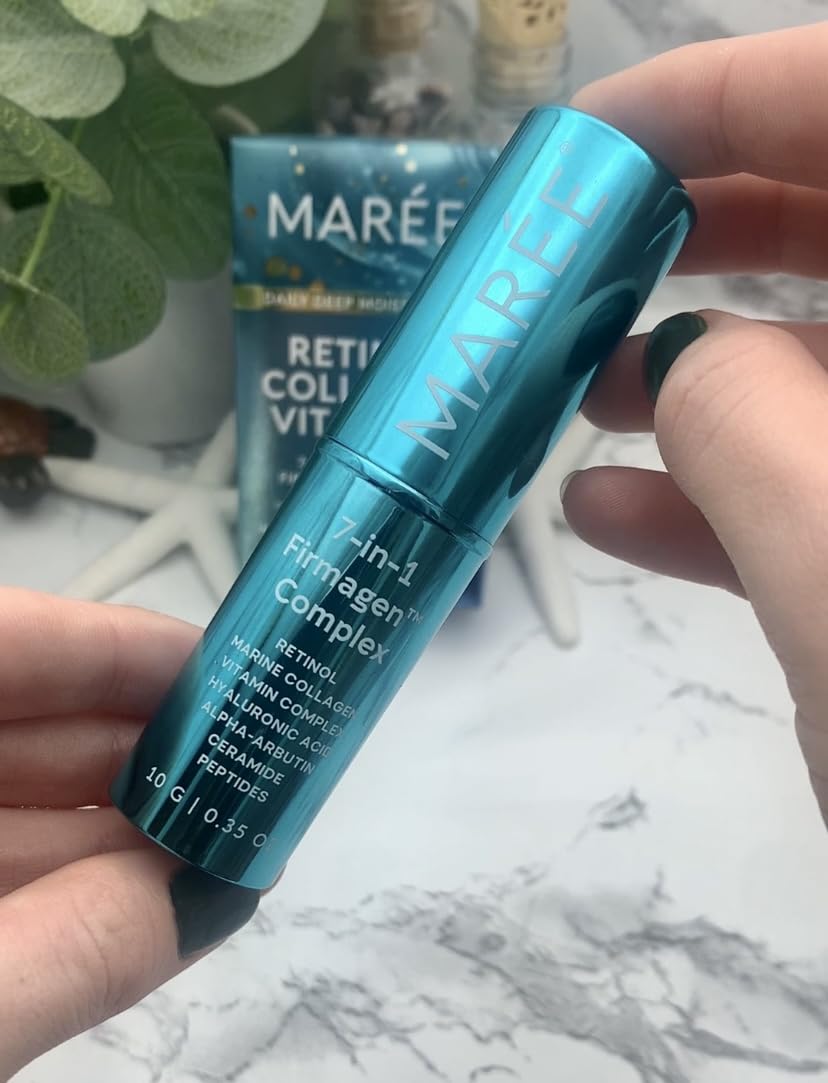 MARÉE
DAILY DEEP
RETI
COLL
VIT
MARÉE®
7-in-1
Firmagen™
Complex
RETINOL
MARINE COLLAGEN
VITAMIN COMPLEX
HYALURONIC ACID
ALPHA-ARBUTIN
CERAMIDE
PEPTIDES
10 G | 0.35 O